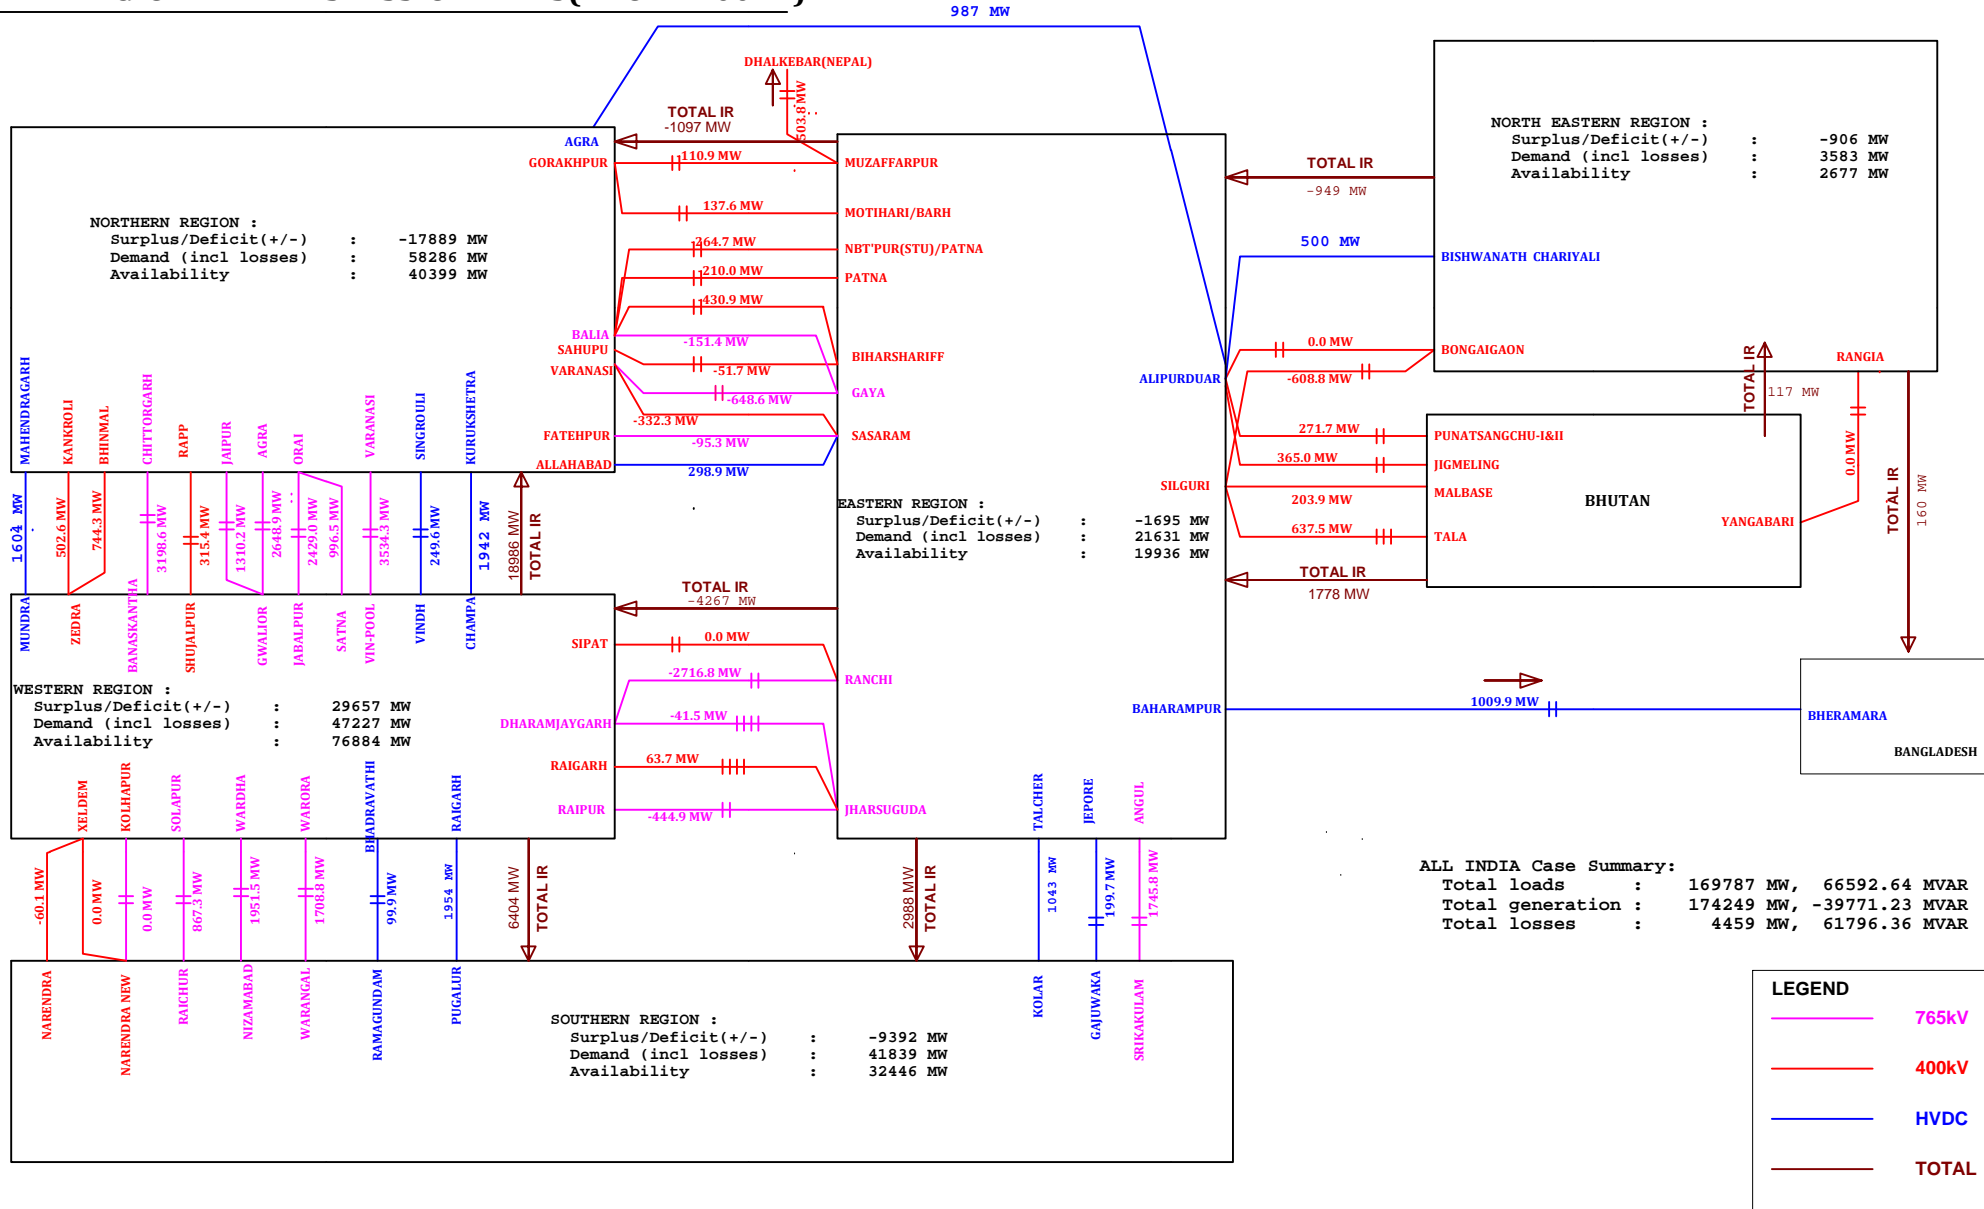 987 MW
DHALKEBAR(NEPAL)
503.8 MW
TOTAL IR
-1097 MW
AGRA
GORAKHPUR
110.9 MW
MUZAFFARPUR
137.6 MW
MOTIHARI/BARH
-264.7 MW
NBT'PUR(STU)/PATNA
-210.0 MW
PATNA
-430.9 MW
BALIA
-151.4 MW
SAHUPU
BIHARSHARIFF
VARANASI
-51.7 MW
-648.6 MW
GAYA
-332.3 MW
FATEHPUR
-95.3 MW
SASARAM
ALLAHABAD
298.9 MW
NORTHERN REGION :
Surplus/Deficit(+/-) : -17889 MW
Demand (incl losses) : 58286 MW
Availability : 40399 MW
NORTH EASTERN REGION :
Surplus/Deficit(+/-) : -906 MW
Demand (incl losses) : 3583 MW
Availability : 2677 MW
TOTAL IR
-949 MW
500 MW
BISHWANATH CHARIYALI
0.0 MW
BONGAIGAON
-608.8 MW
RANGIA
ALIPURDUAR
TOTAL IR
117 MW
271.7 MW
PUNATSANGCHU-I&II
365.0 MW
JIGMELING
SILGURI
203.9 MW
MALBASE
637.5 MW
TALA
BHUTAN
YANGABARI
0.0 MW
TOTAL IR
160 MW
TOTAL IR
1778 MW
MAHENDRAGARH
KANKROLI
BHINMAL
CHITTORGARH
RAPP
JAIPUR
AGRA
ORAI
VARANASI
SINGROULI
KURUKSHETRA
1604 MW
502.6 MW
744.3 MW
3198.6 MW
315.4 MW
1310.2 MW
2648.9 MW
2429.0 MW
996.5 MW
3534.3 MW
249.6 MW
1942 MW
18986 MW
TOTAL IR
MUNDRA
ZEDRA
BANASKANTHA
SHUJALPUR
GWALIOR
JABALPUR
SATNA
VIN-POOL
VINDH
CHAMPA
EASTERN REGION :
Surplus/Deficit(+/-) : -1695 MW
Demand (incl losses) : 21631 MW
Availability : 19936 MW
TOTAL IR
-4267 MW
SIPAT
0.0 MW
-2716.8 MW
RANCHI
DHARAMJAYGARH
-41.5 MW
RAIGARH
63.7 MW
RAIPUR
-444.9 MW
JHARSUGUDA
WESTERN REGION :
Surplus/Deficit(+/-) : 29657 MW
Demand (incl losses) : 47227 MW
Availability : 76884 MW
BAHARAMPUR
1009.9 MW
BHERAMARA
BANGLADESH
XELDEM
KOLHAPUR
SOLAPUR
WARDHA
WARORA
BHADRAVATHI
RAIGARH
TALCHER
JEPORE
ANGUL
-60.1 MW
0.0 MW
0.0 MW
867.3 MW
1951.5 MW
1708.8 MW
99.9 MW
1954 MW
6404 MW
TOTAL IR
2988 MW
TOTAL IR
1043 MW
199.7 MW
1745.8 MW
NARENDRA
NARENDRA NEW
RAICHUR
NIZAMABAD
WARANGAL
RAMAGUNDAM
PUGALUR
KOLAR
GAJUWAKA
SRIKAKULAM
SOUTHERN REGION :
Surplus/Deficit(+/-) : -9392 MW
Demand (incl losses) : 41839 MW
Availability : 32446 MW
ALL INDIA Case Summary:
Total loads : 169787 MW, 66592.64 MVAR
Total generation : 174249 MW, -39771.23 MVAR
Total losses : 4459 MW, 61796.36 MVAR
LEGEND
765kV
400kV
HVDC
TOTAL